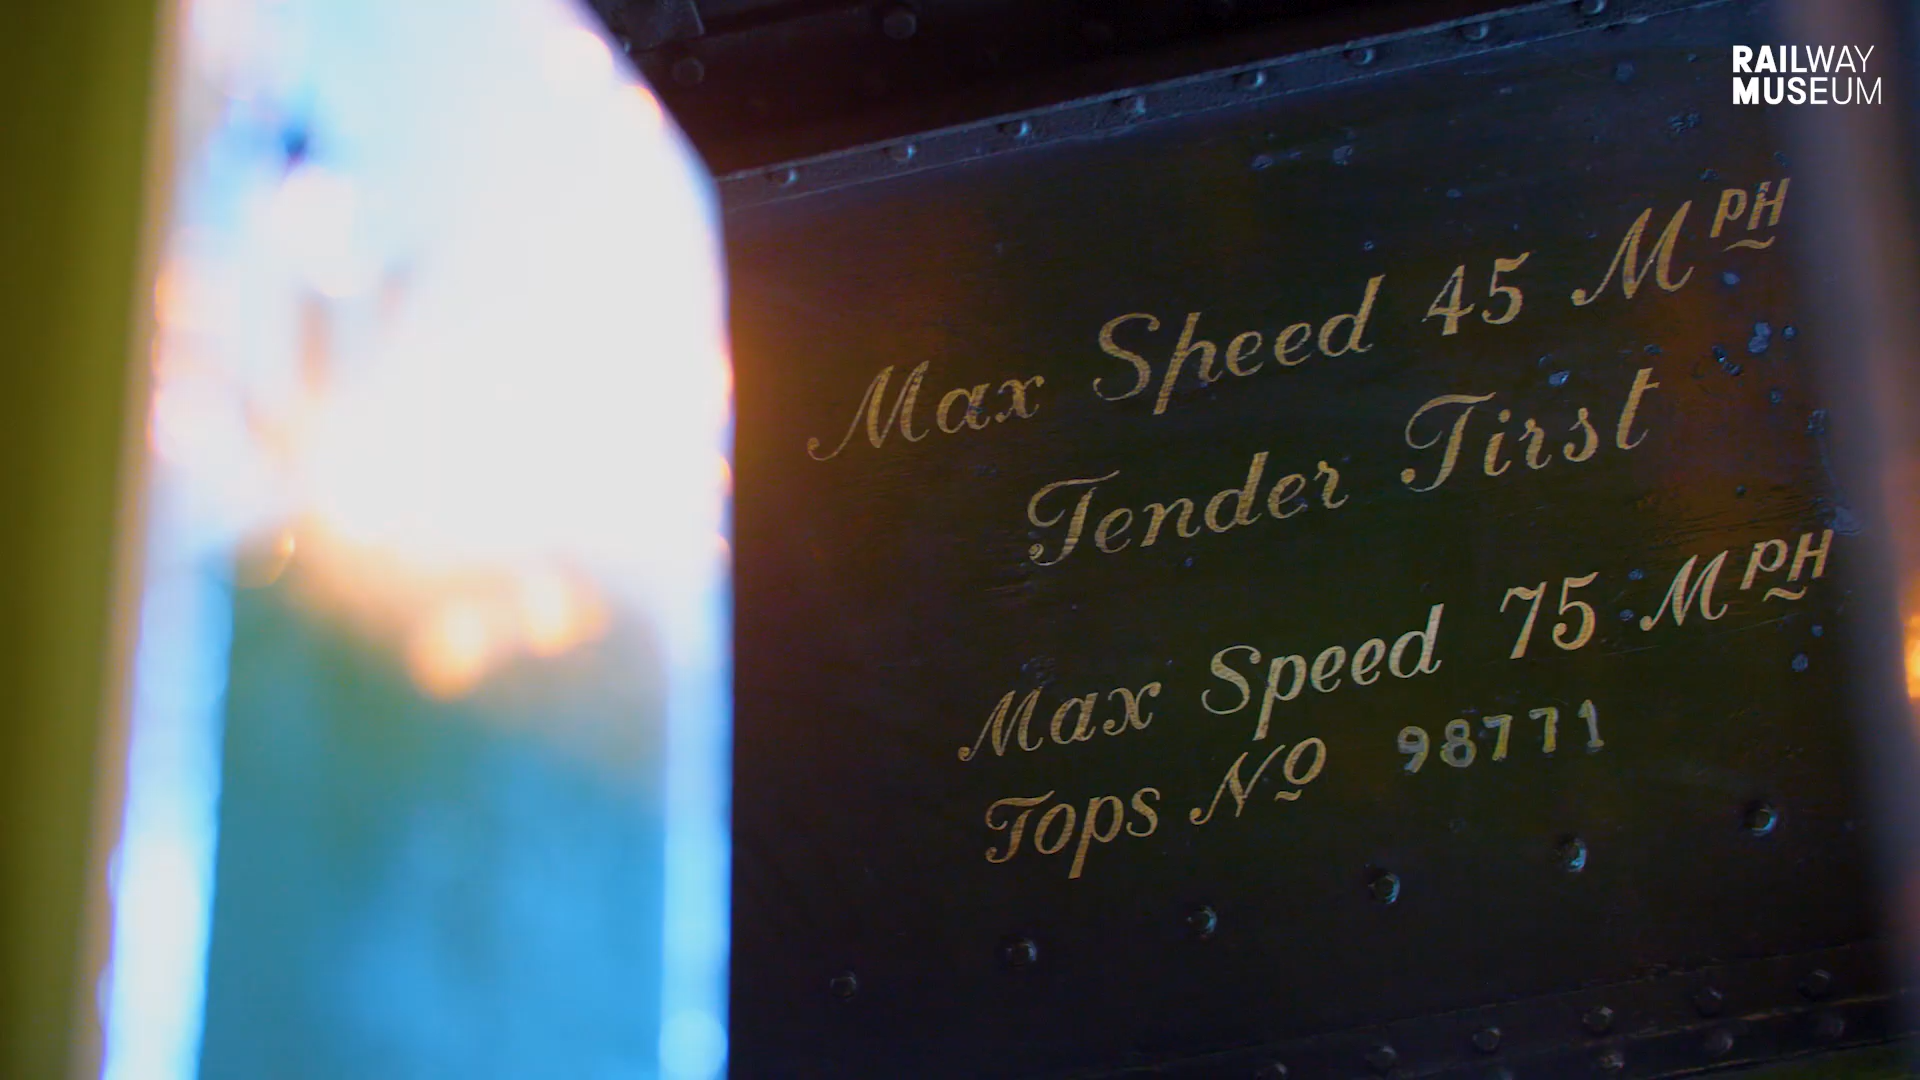 RAILWAY
MUSEUM
Max Speed 45 MPH
Tender First
Max Speed 75 MPH
Tops No 98771